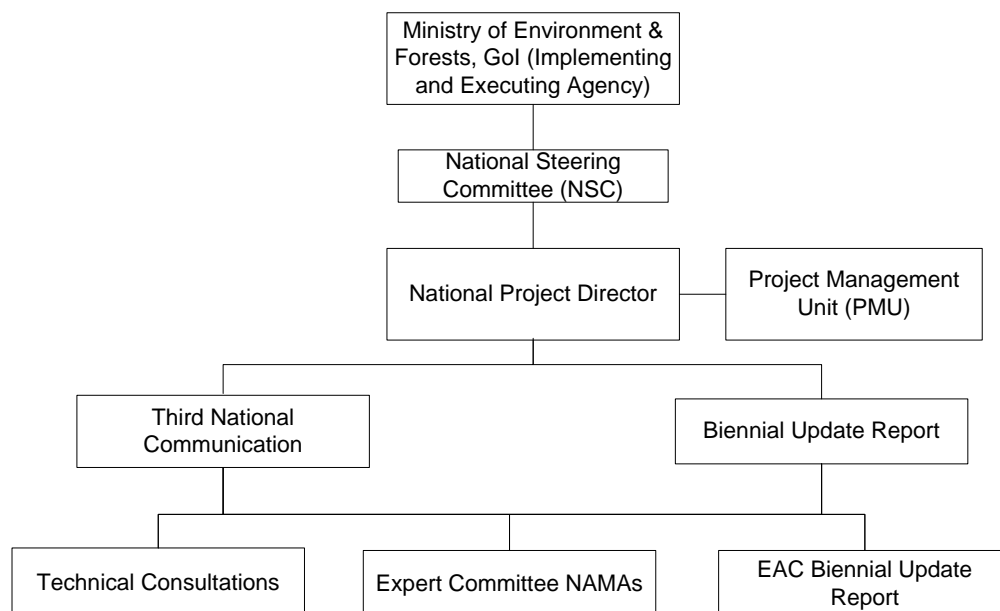 Ministry of Environment &
Forests, GoI (Implementing
and Executing Agency)
National Steering
Committee (NSC)
National Project Director
Project Management
Unit (PMU)
Third National
Communication
Biennial Update Report
Technical Consultations
Expert Committee NAMAs
EAC Biennial Update
Report